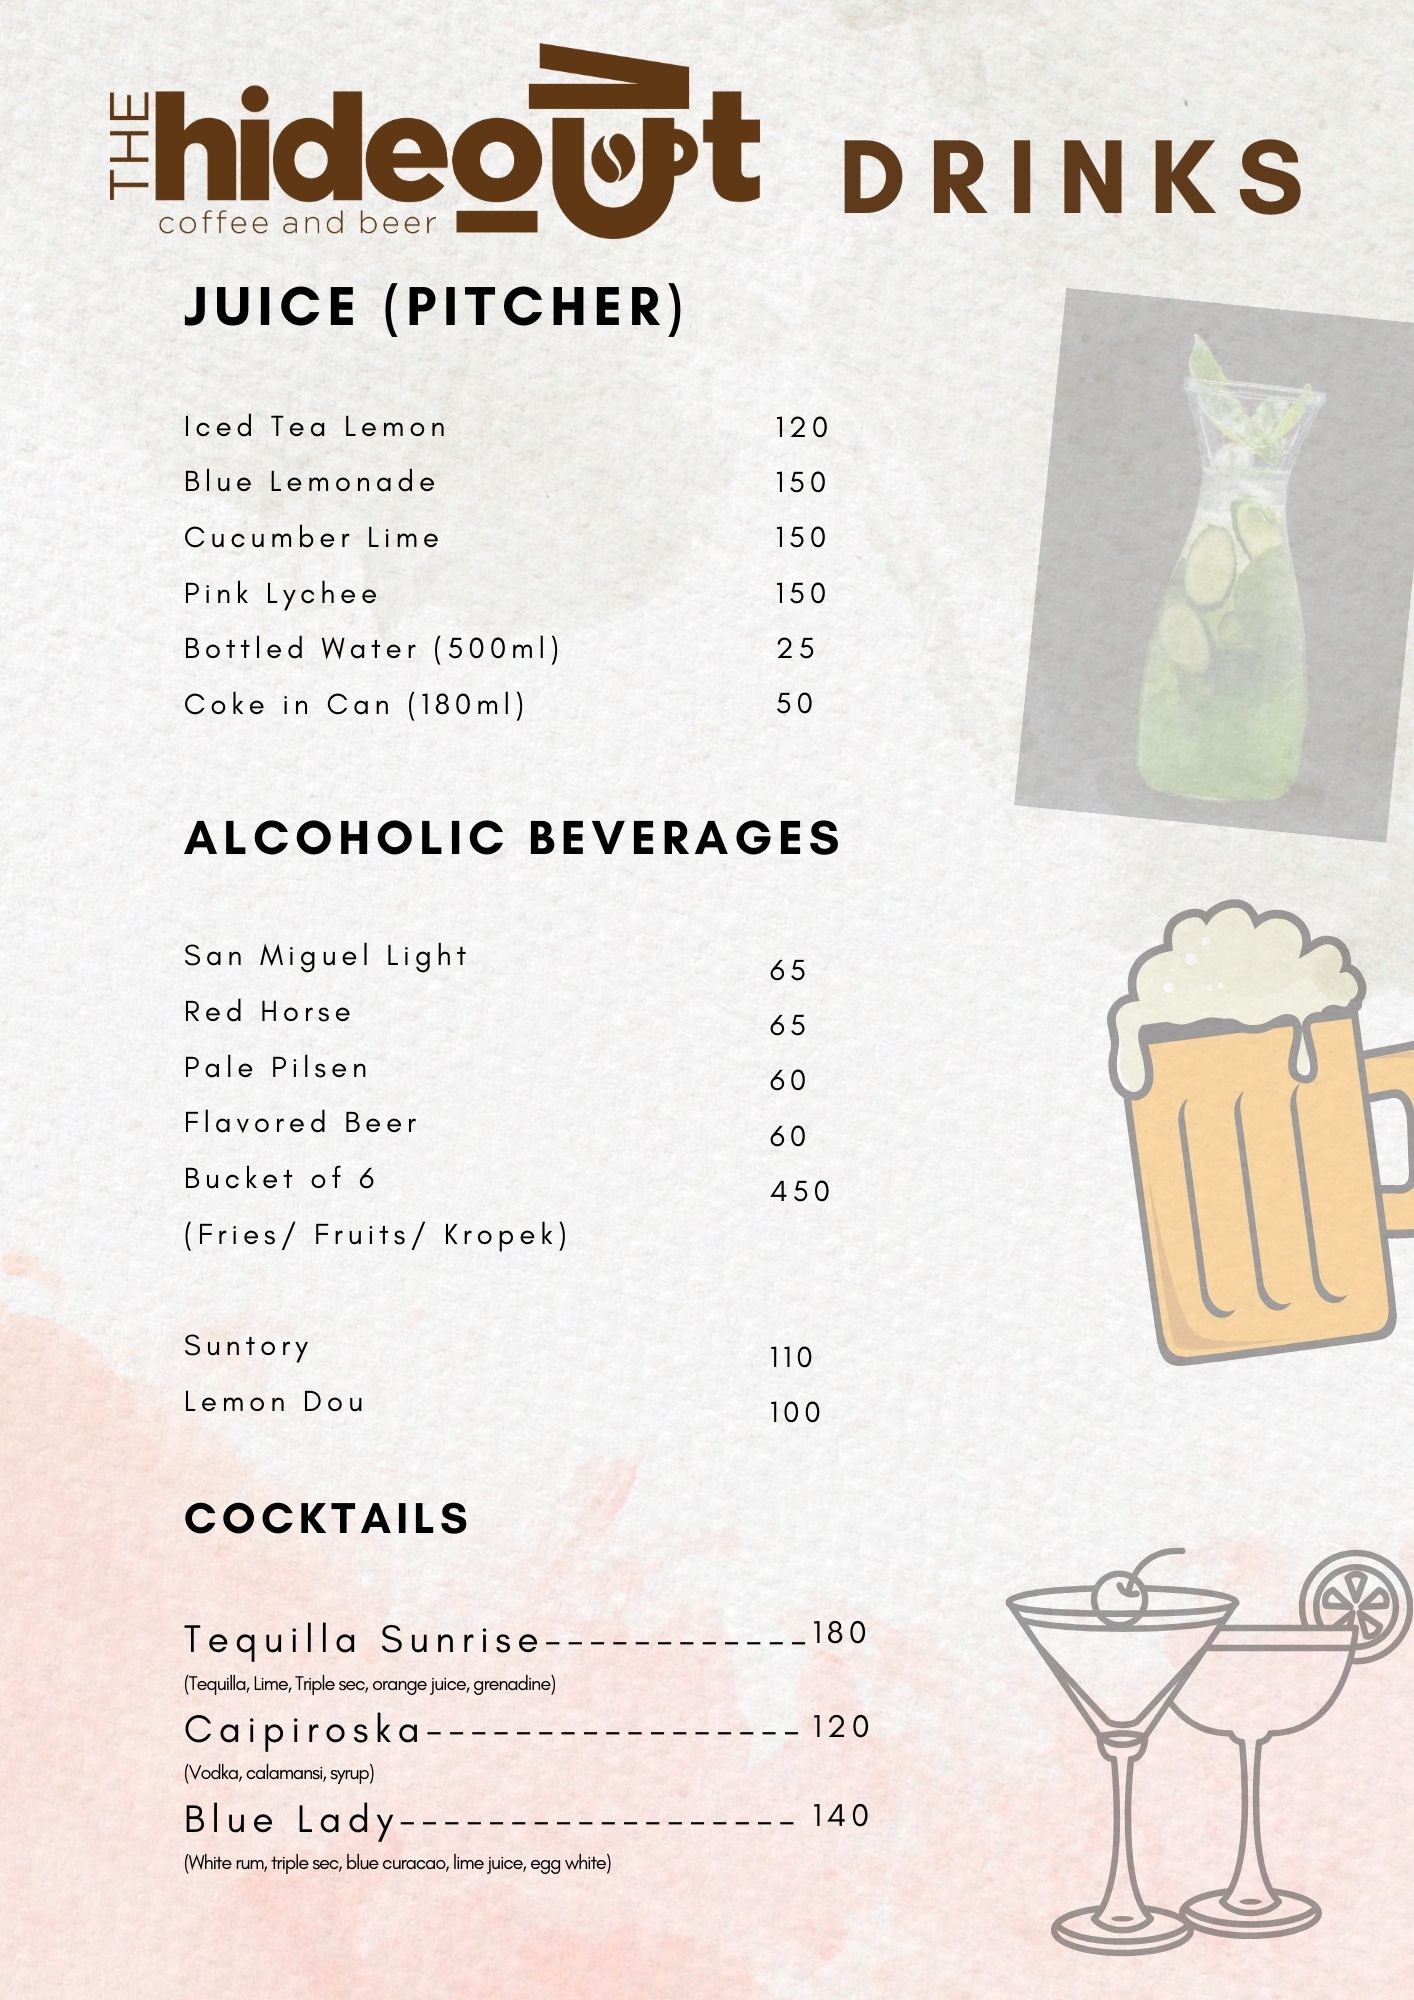 THE hideout
coffee and beer
DRINKS
JUICE (PITCHER)
Iced Tea Lemon 120
Blue Lemonade 150
Cucumber Lime 150
Pink Lychee 150
Bottled Water (500ml) 25
Coke in Can (180ml) 50
ALCOHOLIC BEVERAGES
San Miguel Light 65
Red Horse 65
Pale Pilsen 60
Flavored Beer 60
Bucket of 6 450
(Fries/ Fruits/ Kropek)
Suntory 110
Lemon Dou 100
COCKTAILS
Tequilla Sunrise------------180
(Tequilla, Lime, Triple sec, orange juice, grenadine)
Caipiroska----------------- 120
(Vodka, calamansi, syrup)
Blue Lady------------------ 140
(White rum, triple sec, blue curacao, lime juice, egg white)